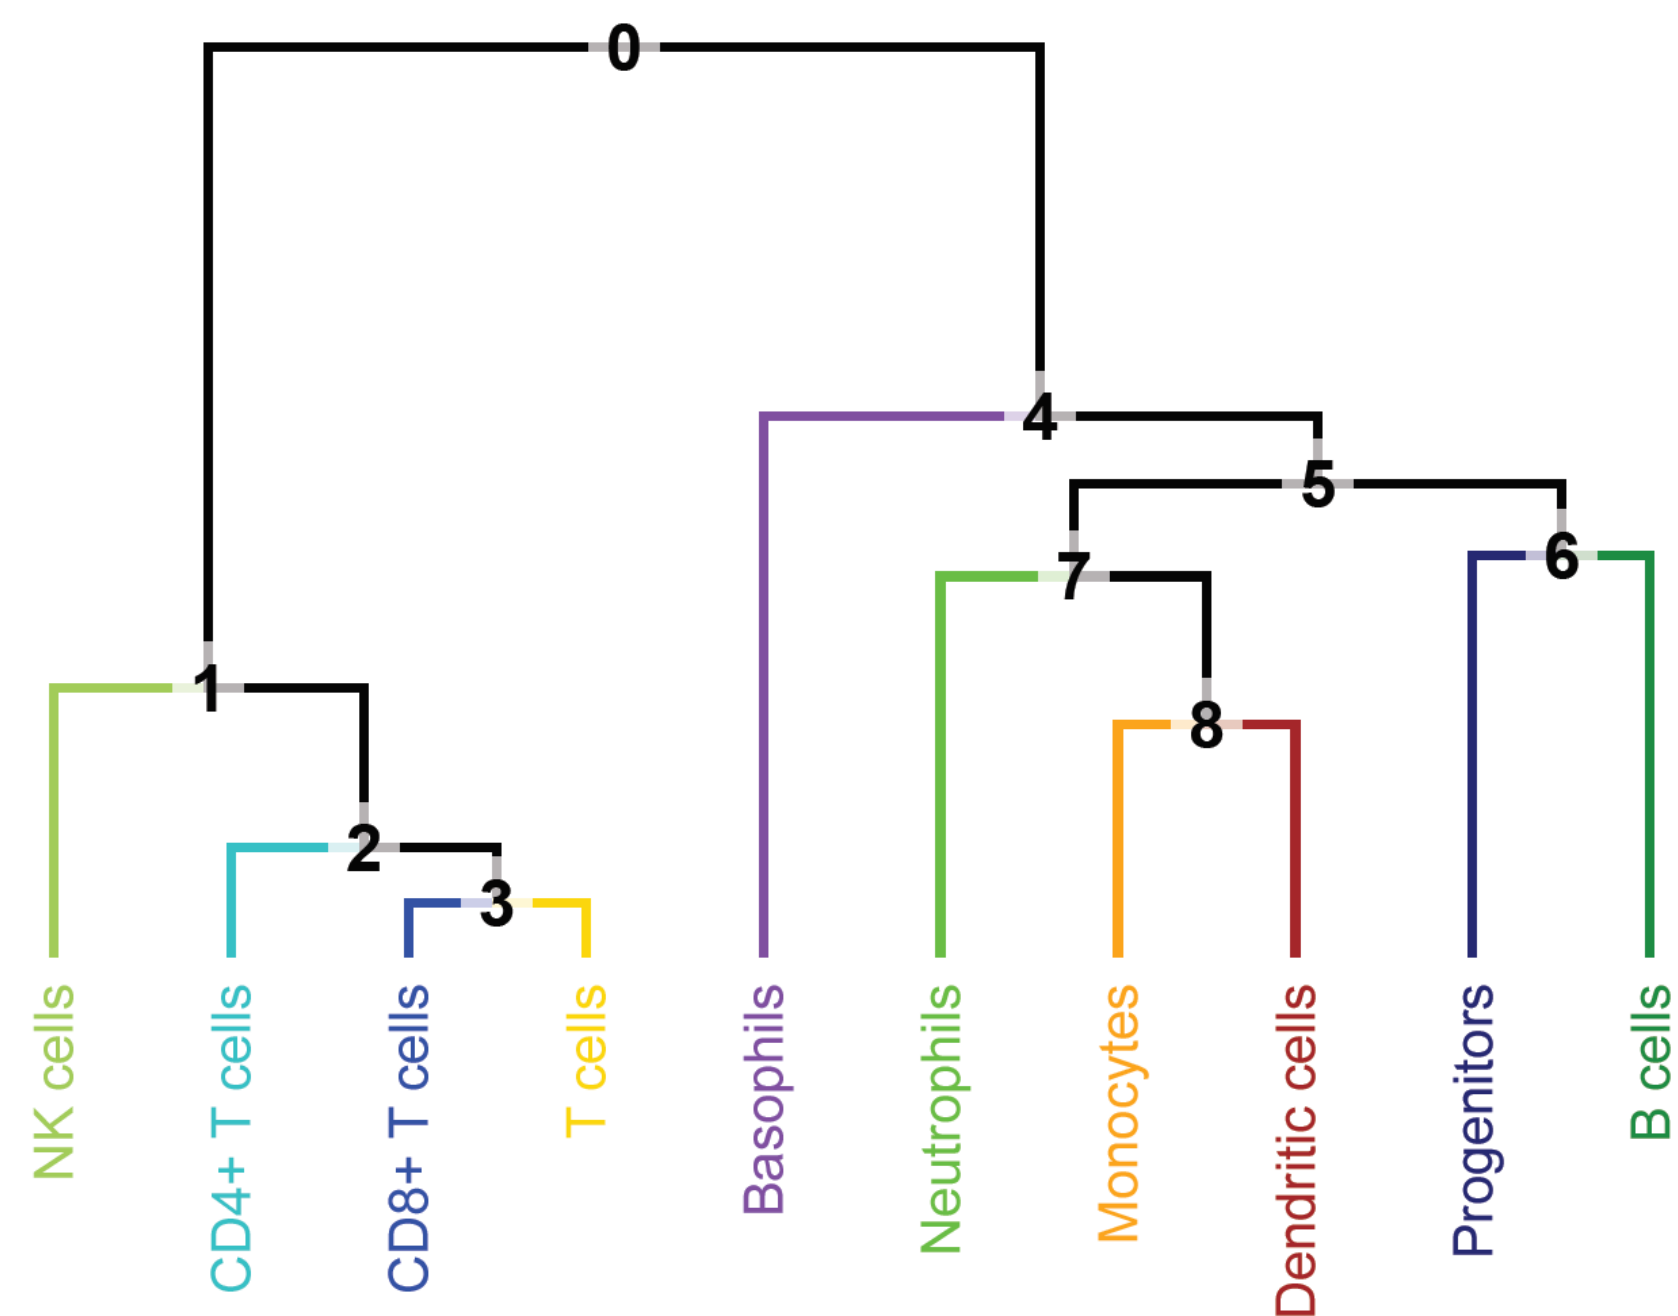 0
4
5
6
7
1
8
2
3
NK cells
CD4+ T cells
CD8+ T cells
T cells
Basophils
Neutrophils
Monocytes
Dendritic cells
Progenitors
B cells